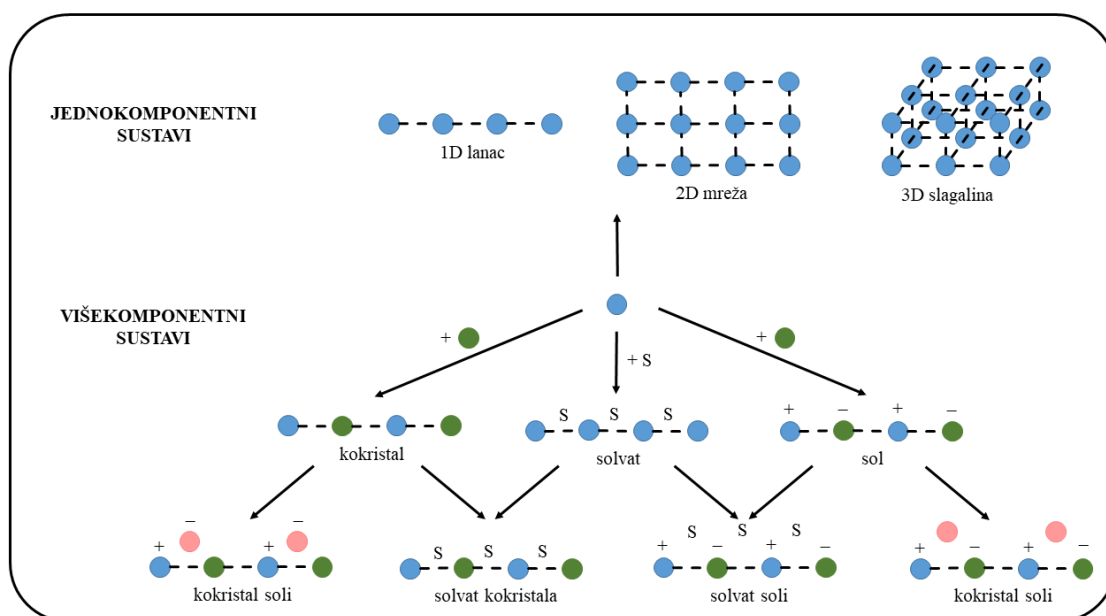 JEDNOKOMPONENTNI
SUSTAVI
1D lanac
2D mreža
3D slagalina
VIŠEKOMPONENTNI
SUSTAVI
+
+ S
+
S S S
+ − + −
kokristal
solvat
sol
− −
+ +
S S S
S S S
+ − + −
+ − + −
kokristal soli
solvat kokristala
solvat soli
kokristal soli